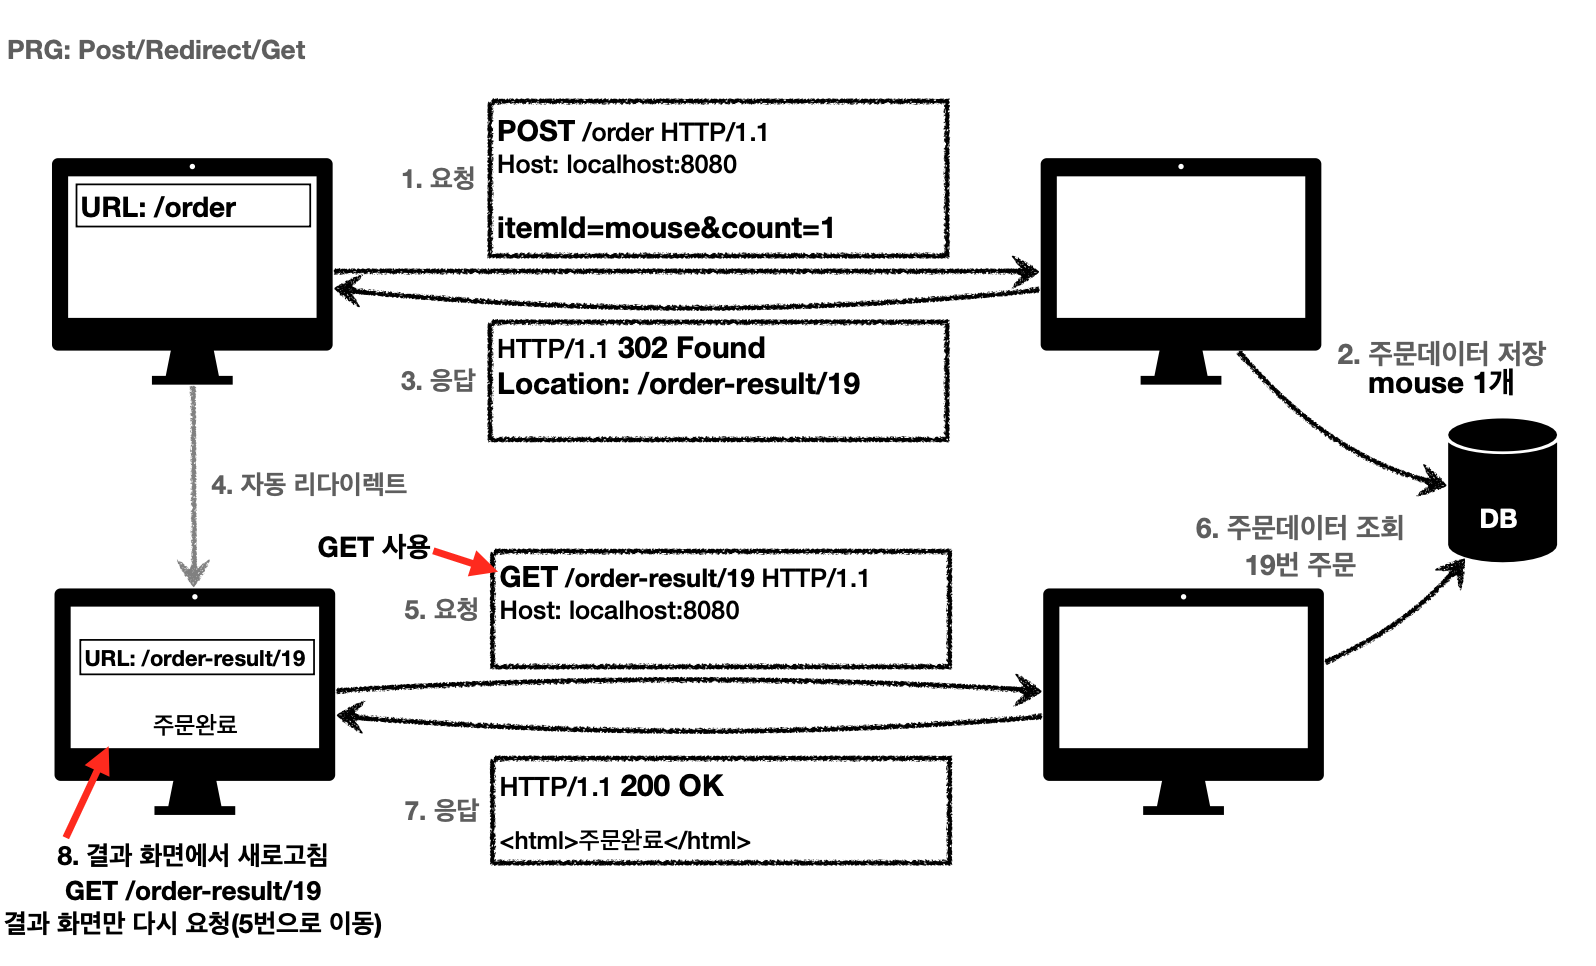 PRG: Post/Redirect/Get
URL: /order
1. 요청
POST /order HTTP/1.1
Host: localhost:8080
itemId=mouse&count=1
2. 주문데이터 저장
mouse 1개
3. 응답
HTTP/1.1 302 Found
Location: /order-result/19
4. 자동 리다이렉트
DB
GET 사용
5. 요청
GET /order-result/19 HTTP/1.1
Host: localhost:8080
6. 주문데이터 조회
19번 주문
URL: /order-result/19
주문완료
7. 응답
HTTP/1.1 200 OK
<html>주문완료</html>
8. 결과 화면에서 새로고침
GET /order-result/19
결과 화면만 다시 요청(5번으로 이동)